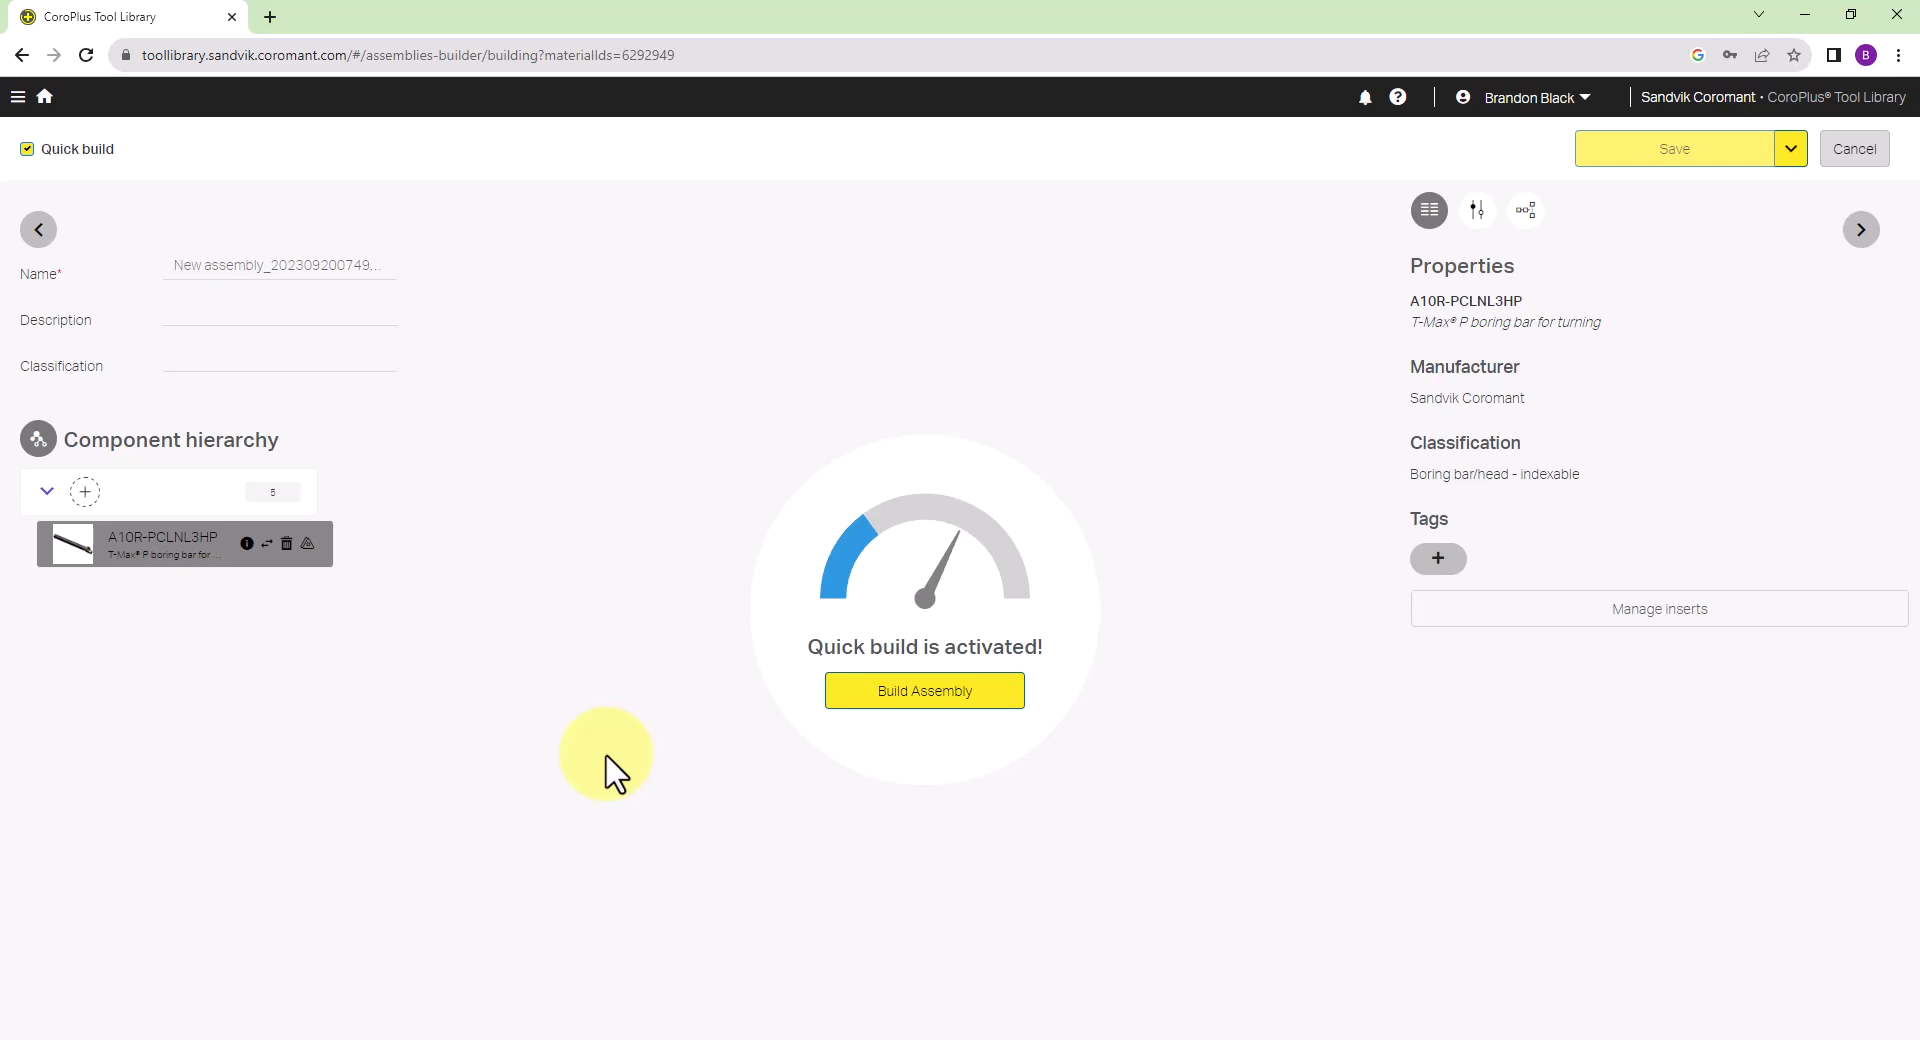 CoroPlus Tool Library
toollibrary.sandvik.coromant.com/#/assemblies-builder/building?materialIds=6292949
B
Brandon Black
Sandvik Coromant • CoroPlus® Tool Library
Quick build
Save
Cancel
Name*
New assembly_202309200749...
Description
Classification
Component hierarchy
5
A10R-PCLNL3HP
T-Max® P boring bar for ...
Quick build is activated!
Build Assembly
Properties
A10R-PCLNL3HP
T-Max® P boring bar for turning
Manufacturer
Sandvik Coromant
Classification
Boring bar/head - indexable
Tags
+
Manage inserts